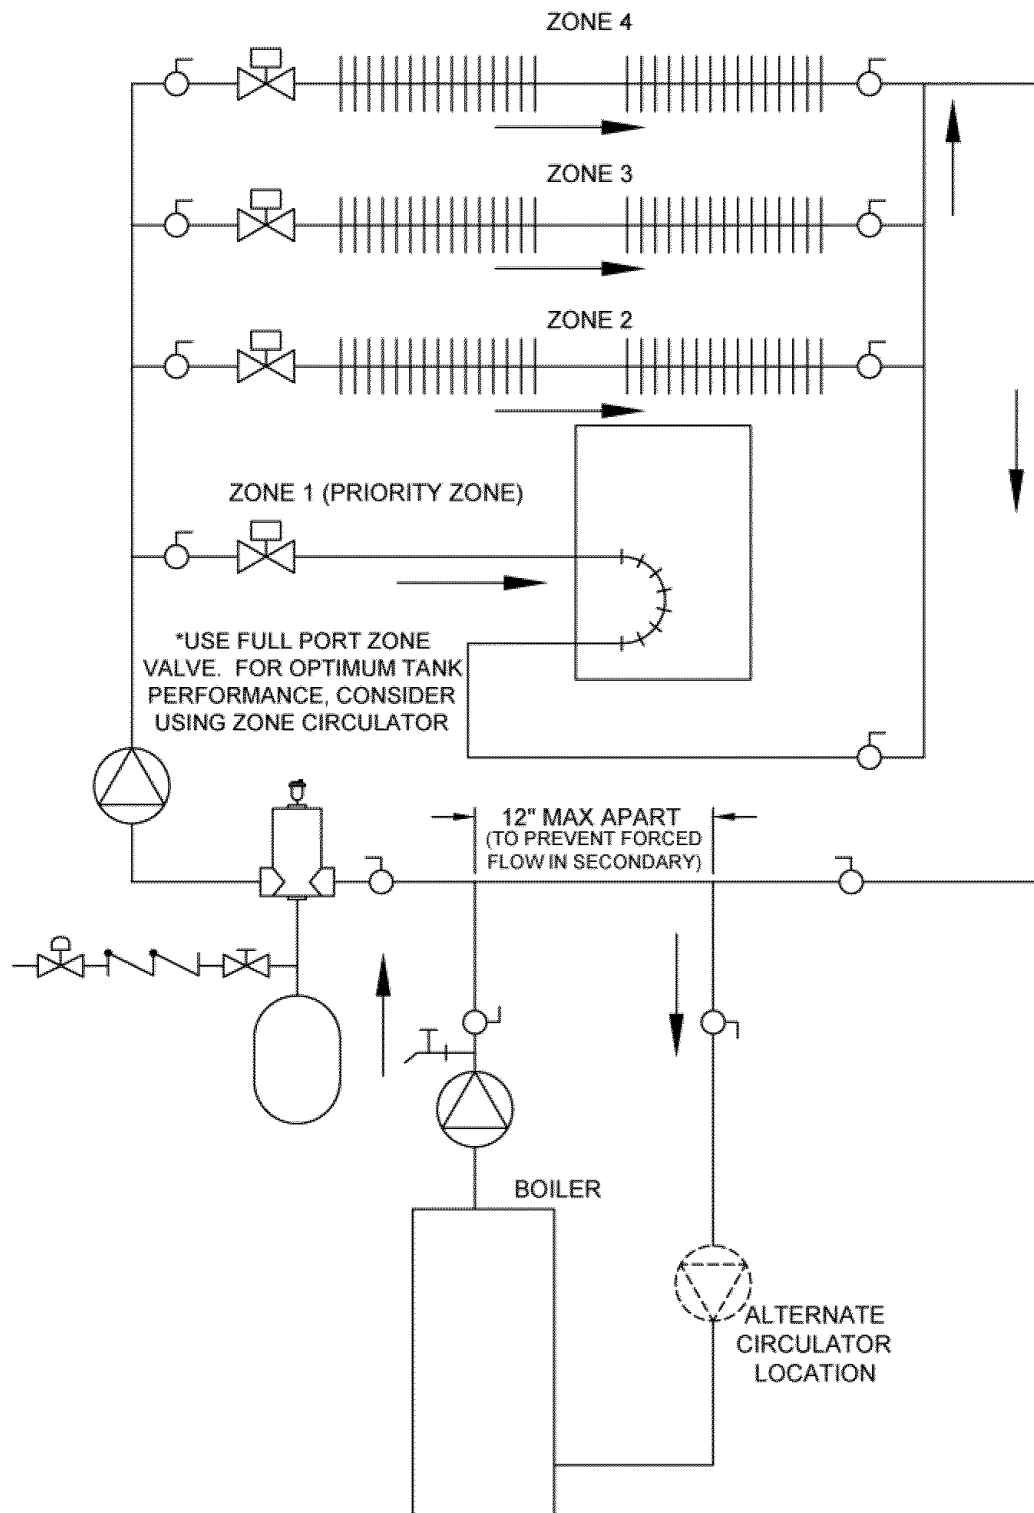 ZONE 4
ZONE 3
ZONE 2
ZONE 1 (PRIORITY ZONE)
*USE FULL PORT ZONE
VALVE. FOR OPTIMUM TANK
PERFORMANCE, CONSIDER
USING ZONE CIRCULATOR
12" MAX APART
(TO PREVENT FORCED
FLOW IN SECONDARY)
BOILER
ALTERNATE
CIRCULATOR
LOCATION